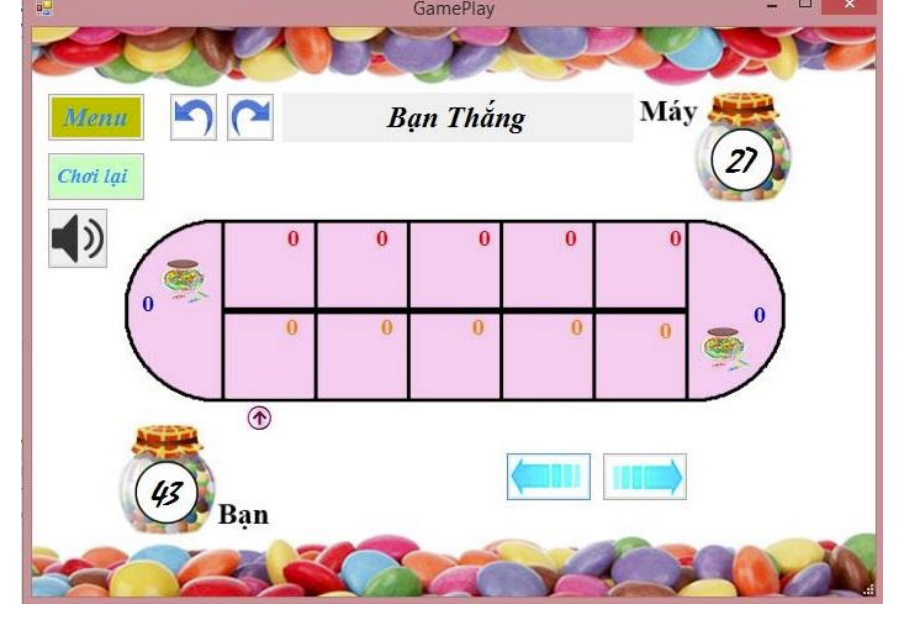 GamePlay
Menu
Bạn Thắng
Máy
27
Chơi lại
0 0 0 0 0
0
0
0 0 0 0 0
43
Bạn